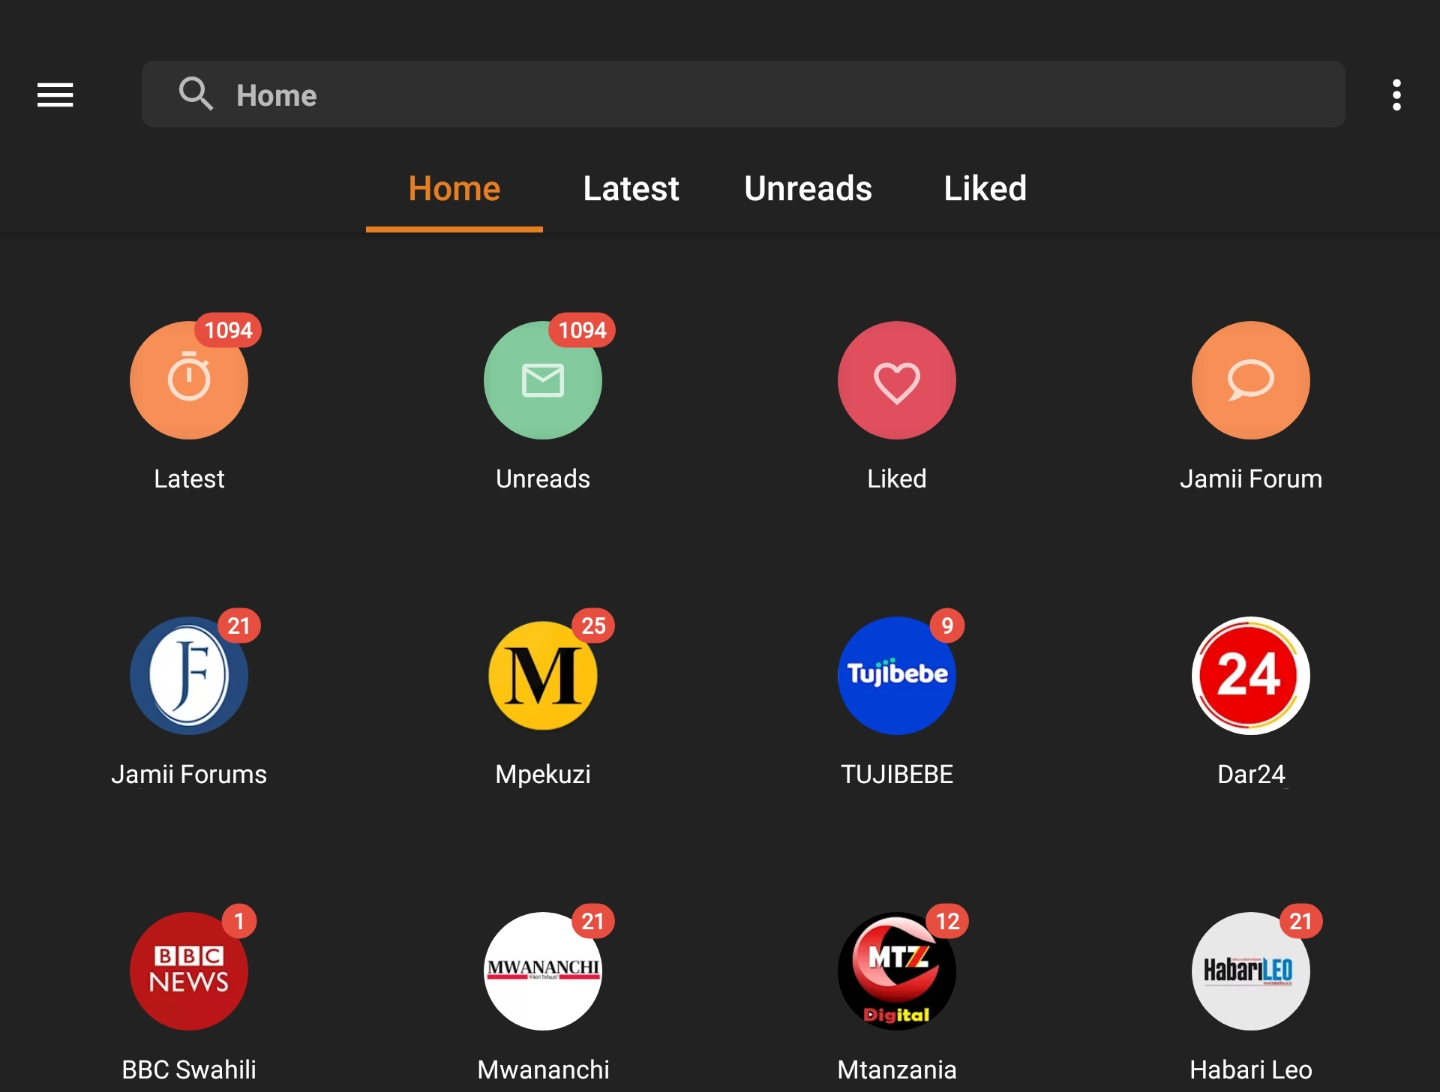 Home
Home Latest Unreads Liked
1094 1094
Latest Unreads Liked Jamii Forum
21 25 9
JF M Tujibebe 24
Jamii Forums Mpekuzi TUJIBEBE Dar24
1 21 12 21
BBC NEWS MWANANCHI MTZ Digital HabariLEO
BBC Swahili Mwananchi Mtanzania Habari Leo